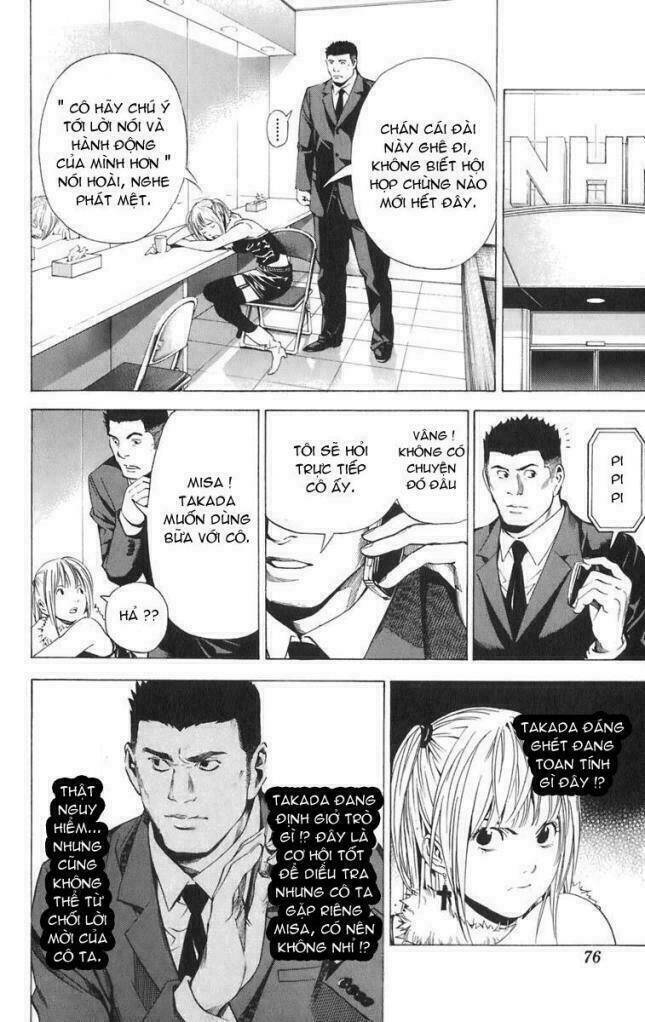 NHN
CHÁN CÁI ĐÀI
NÀY GHÊ ĐI,
KHÔNG BIẾT HỘI
HỌP CHỪNG NÀO
MỚI HẾT ĐÂY.
" CÔ HÃY CHÚ Ý
TỚI LỜI NÓI VÀ
HÀNH ĐỘNG
CỦA MÌNH HƠN "
NÓI HOÀI, NGHE
PHÁT MỆT.
......
PI
PI
PI
VÂNG !
KHÔNG CÓ
CHUYỆN
ĐÓ ĐÂU
TÔI SẼ HỎI
TRỰC TIẾP
CÔ ẤY.
MISA !
TAKADA
MUỐN DÙNG
BỮA VỚI CÔ.
HẢ ??
TAKADA ĐÁNG
GHÉT ĐANG
TOAN TÍNH
GÌ ĐÂY !?
TAKADA ĐANG
ĐỊNH GIỞ TRÒ
GÌ !? ĐÂY LÀ
CƠ HỘI TỐT
ĐỂ ĐIỀU TRA
NHƯNG CÔ TA
GẶP RIÊNG
MISA, CÓ NÊN
KHÔNG NHỈ !?
THẬT
NGUY
HIỂM...
NHƯNG
CŨNG
KHÔNG
THỂ TỪ
CHỐI LỜI
MỜI CỦA
CÔ TA.
76